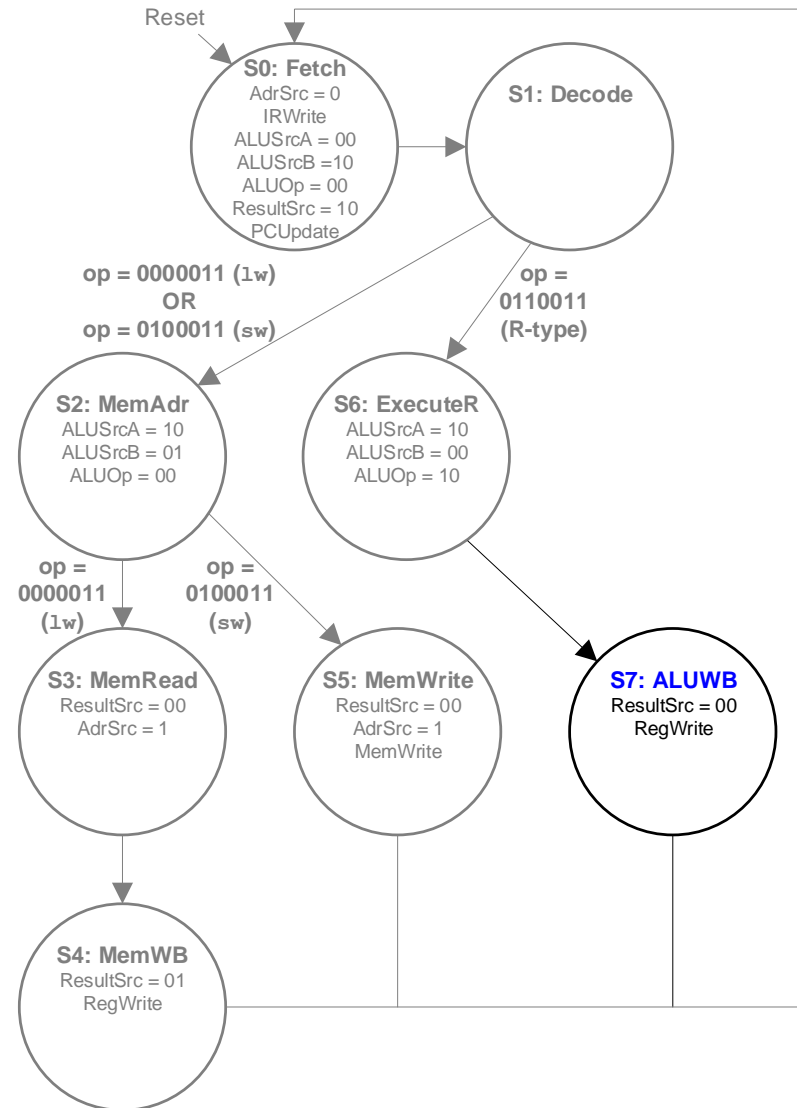 Reset
S0: Fetch
AdrSrc = 0
IRWrite
ALUSrcA = 00
ALUSrcB =10
ALUOp = 00
ResultSrc = 10
PCUpdate
S1: Decode
op = 0000011 (lw)
OR
op = 0100011 (sw)
op =
0110011
(R-type)
S2: MemAdr
ALUSrcA = 10
ALUSrcB = 01
ALUOp = 00
S6: ExecuteR
ALUSrcA = 10
ALUSrcB = 00
ALUOp = 10
op =
0000011
(lw)
op =
0100011
(sw)
S3: MemRead
ResultSrc = 00
AdrSrc = 1
S5: MemWrite
ResultSrc = 00
AdrSrc = 1
MemWrite
S7: ALUWB
ResultSrc = 00
RegWrite
S4: MemWB
ResultSrc = 01
RegWrite